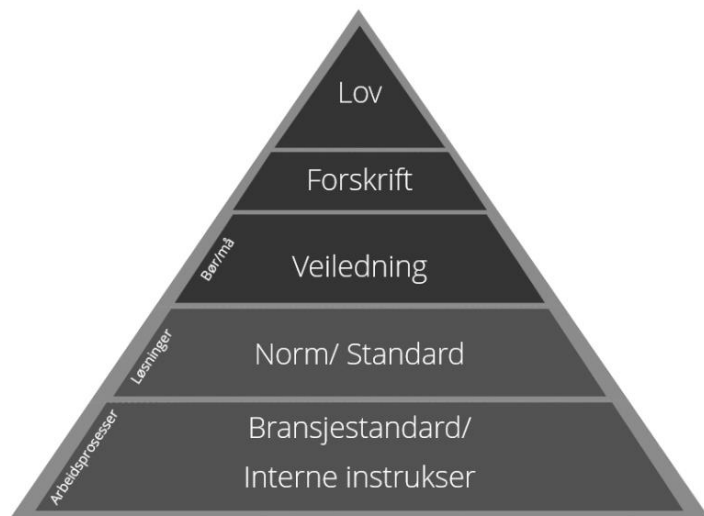 Lov
Forskrift
Bør/må
Veiledning
Løsninger
Norm/ Standard
Arbeidsprosesser
Bransjestandard/
Interne instrukser